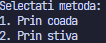 Selectati metoda:
1. Prin coada
2. Prin stiva